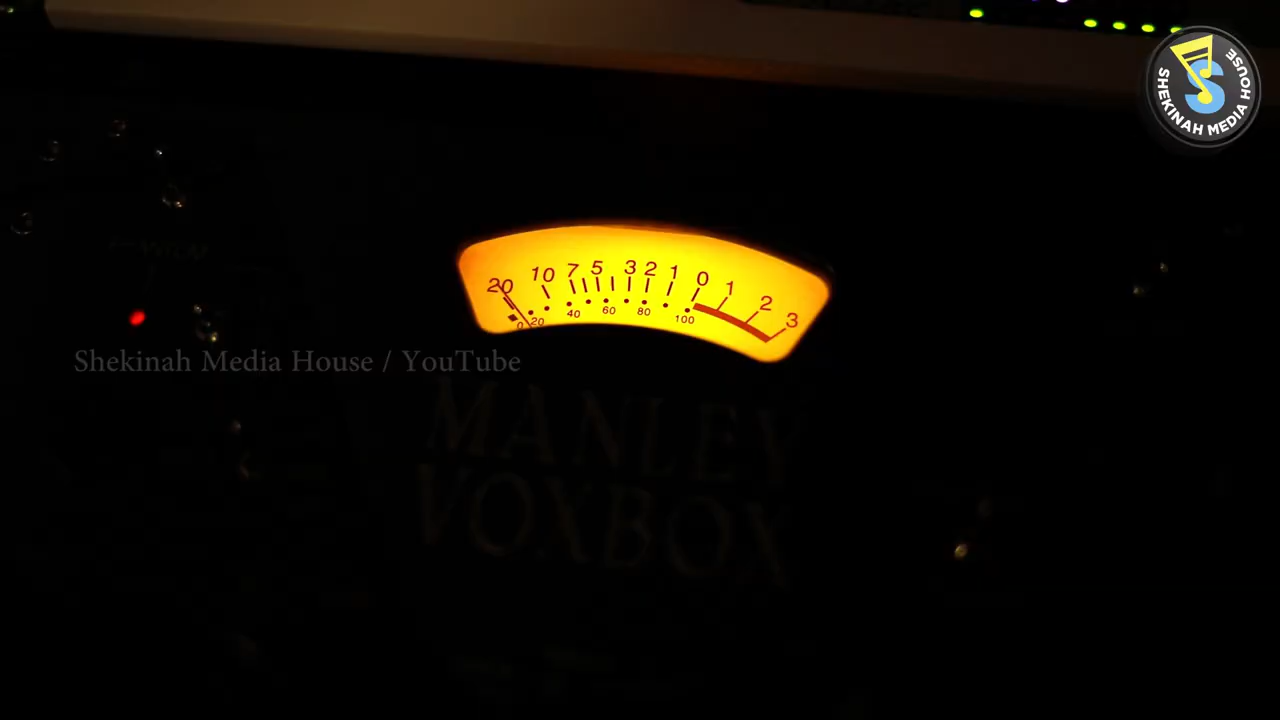 SHEKINAH MEDIA HOUSE
20 10 7 5 3 2 1 0 1 2 3
0 20 40 60 80 100
PHANTOM
Shekinah Media House / YouTube
MANLEY
VOXBOX